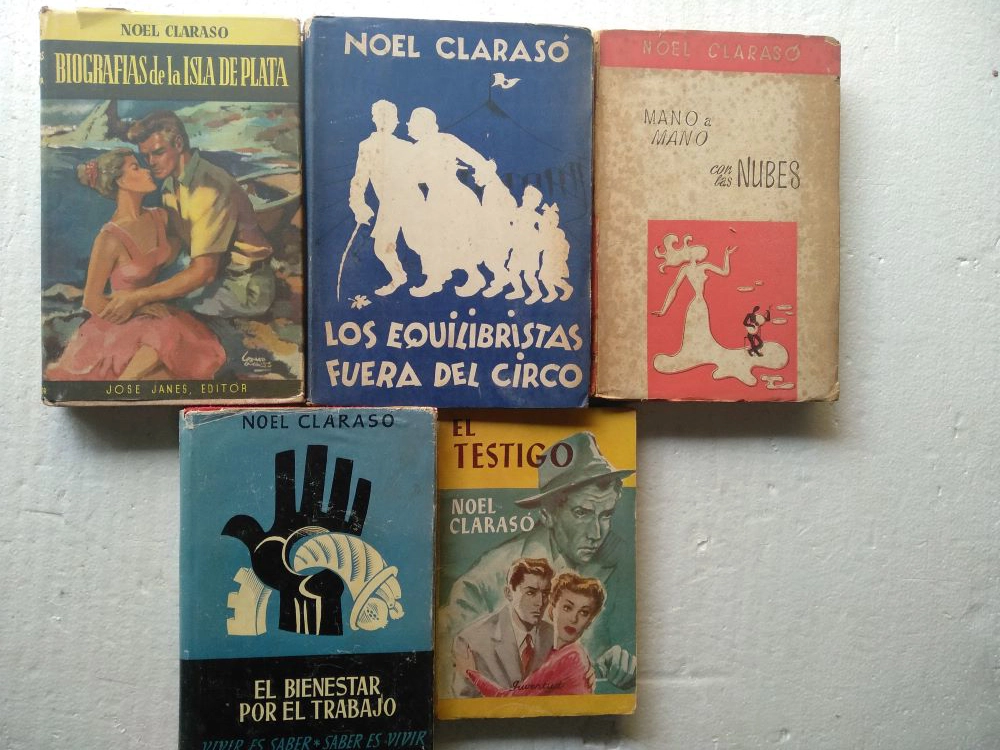 NOEL CLARASO
BIOGRAFIAS de la ISLA DE PLATA
JOSE JANES, EDITOR
NOEL CLARASÓ
LOS EQUILIBRISTAS
FUERA DEL CIRCO
NOEL CLARASÓ
MANO a
MANO
con
las NUBES
NOEL CLARASO
EL BIENESTAR
POR EL TRABAJO
VIVIR ES SABER * SABER ES VIVIR
EL
TESTIGO
NOEL
CLARASÓ
Juventud